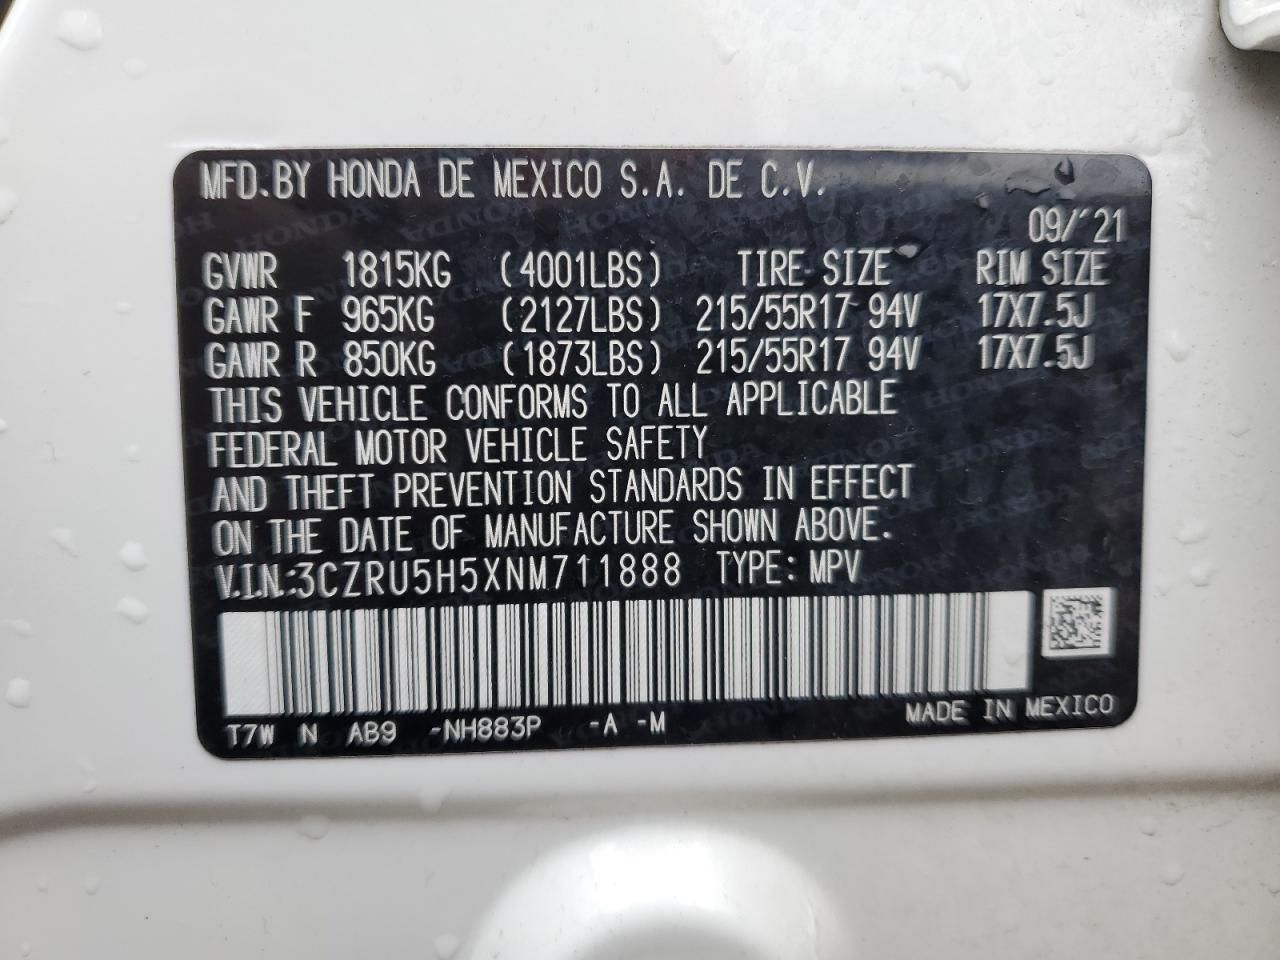 MFD.BY HONDA DE MEXICO S.A. DE C.V.
09/'21
GVWR 1815KG (4001LBS) TIRE SIZE RIM SIZE
GAWR F 965KG (2127LBS) 215/55R17 94V 17X7.5J
GAWR R 850KG (1873LBS) 215/55R17 94V 17X7.5J
THIS VEHICLE CONFORMS TO ALL APPLICABLE
FEDERAL MOTOR VEHICLE SAFETY
AND THEFT PREVENTION STANDARDS IN EFFECT
ON THE DATE OF MANUFACTURE SHOWN ABOVE.
V.I.N.:3CZRU5H5XNM711888 TYPE: MPV
T7W N AB9 -NH883P -A -M MADE IN MEXICO